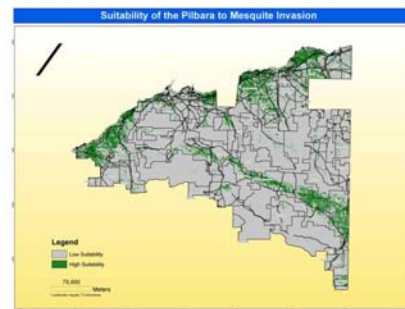 Suitability of the Pilbara to Mesquite Invasion
Legend
Low Suitability
High Suitability
75,000
Meters